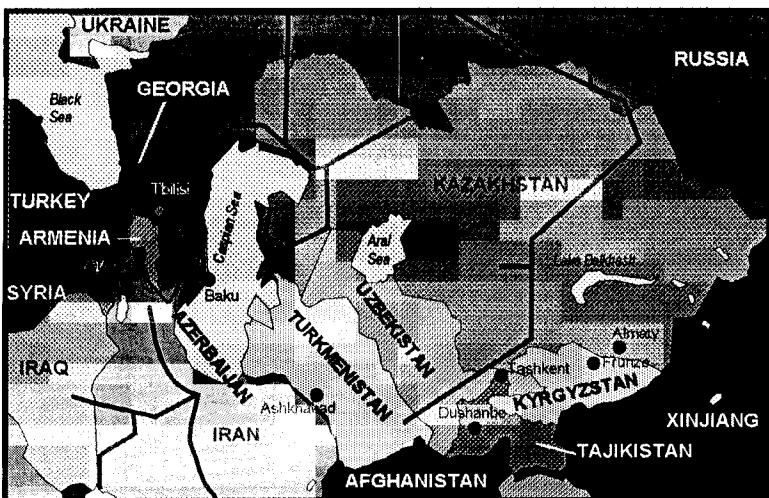 UKRAINE
RUSSIA
GEORGIA
Black
Sea
Tbilisi
TURKEY
KAZAKHSTAN
ARMENIA
Caspian Sea
Aral
Sea
Lake Balkhash
SYRIA
Baku
UZBEKISTAN
AZERBAIJAN
TURKMENISTAN
Almaty
IRAQ
Tashkent
Frunze
KYRGYZSTAN
Ashkhabad
Dushanbe
XINJIANG
IRAN
TAJIKISTAN
AFGHANISTAN